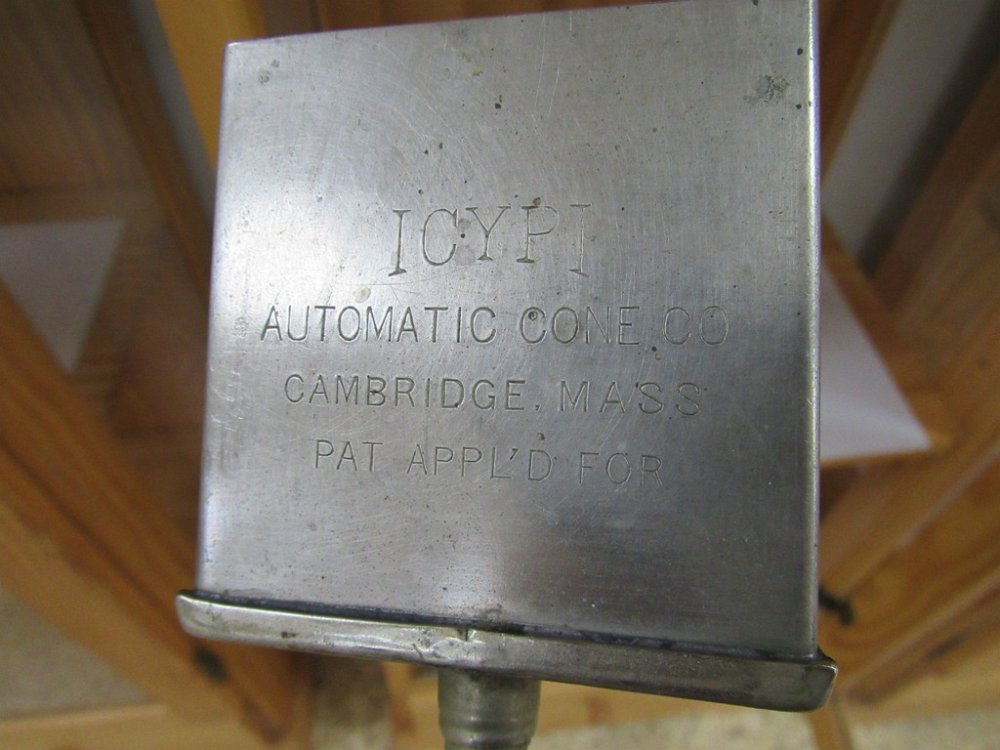 ICYPI
AUTOMATIC CONE CO
CAMBRIDGE, MASS
PAT APPL'D FOR